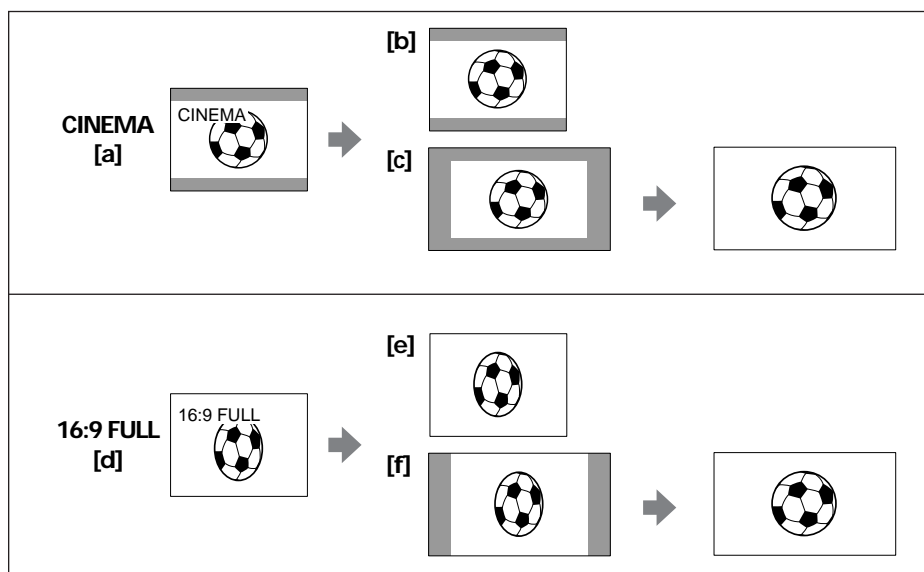 [b]
CINEMA
CINEMA
[a]
[c]
[e]
16:9 FULL
16:9 FULL
[d]
[f]